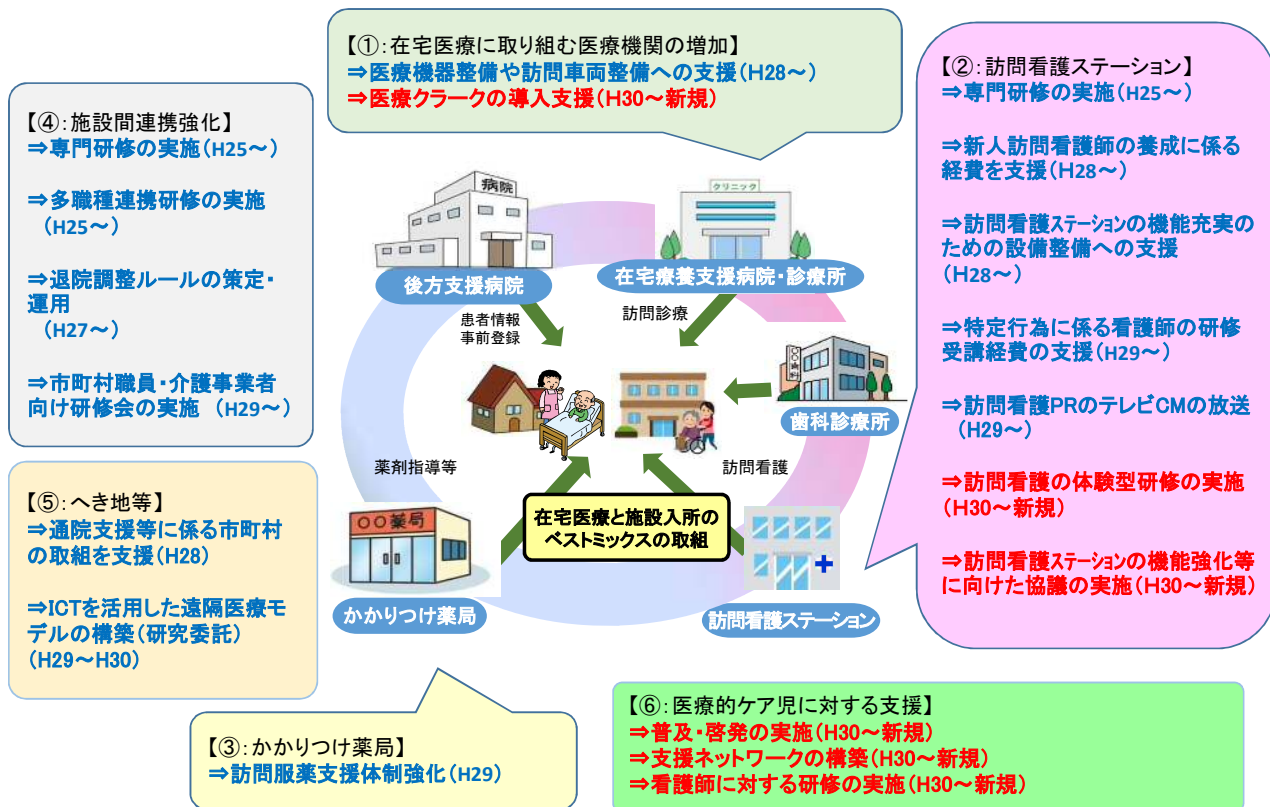 【①:在宅医療に取り組む医療機関の増加】
⇒医療機器整備や訪問車両整備への支援(H28～)
⇒医療クラークの導入支援(H30～新規)
【②:訪問看護ステーション】
⇒専門研修の実施(H25～)
⇒新人訪問看護師の養成に係る
経費を支援(H28～)
⇒訪問看護ステーションの機能充実の
ための設備整備への支援
(H28～)
⇒特定行為に係る看護師の研修
受講経費の支援(H29～)
⇒訪問看護PRのテレビCMの放送
(H29～)
⇒訪問看護の体験型研修の実施
(H30～新規)
⇒訪問看護ステーションの機能強化等
に向けた協議の実施(H30～新規)
【④:施設間連携強化】
⇒専門研修の実施(H25～)
⇒多職種連携研修の実施
(H25～)
⇒退院調整ルールの策定・
運用
(H27～)
⇒市町村職員・介護事業者
向け研修会の実施 (H29～)
病院
後方支援病院
クリニック
在宅療養支援病院・診療所
患者情報
事前登録
訪問診療
〇〇歯科
歯科診療所
薬剤指導等
訪問看護
在宅医療と施設入所の
ベストミックスの取組
〇〇薬局
かかりつけ薬局
訪問看護ステーション
【⑤:へき地等】
⇒通院支援等に係る市町村
の取組を支援(H28)
⇒ICTを活用した遠隔医療モ
デルの構築(研究委託)
(H29～H30)
【③:かかりつけ薬局】
⇒訪問服薬支援体制強化(H29)
【⑥:医療的ケア児に対する支援】
⇒普及・啓発の実施(H30～新規)
⇒支援ネットワークの構築(H30～新規)
⇒看護師に対する研修の実施(H30～新規)